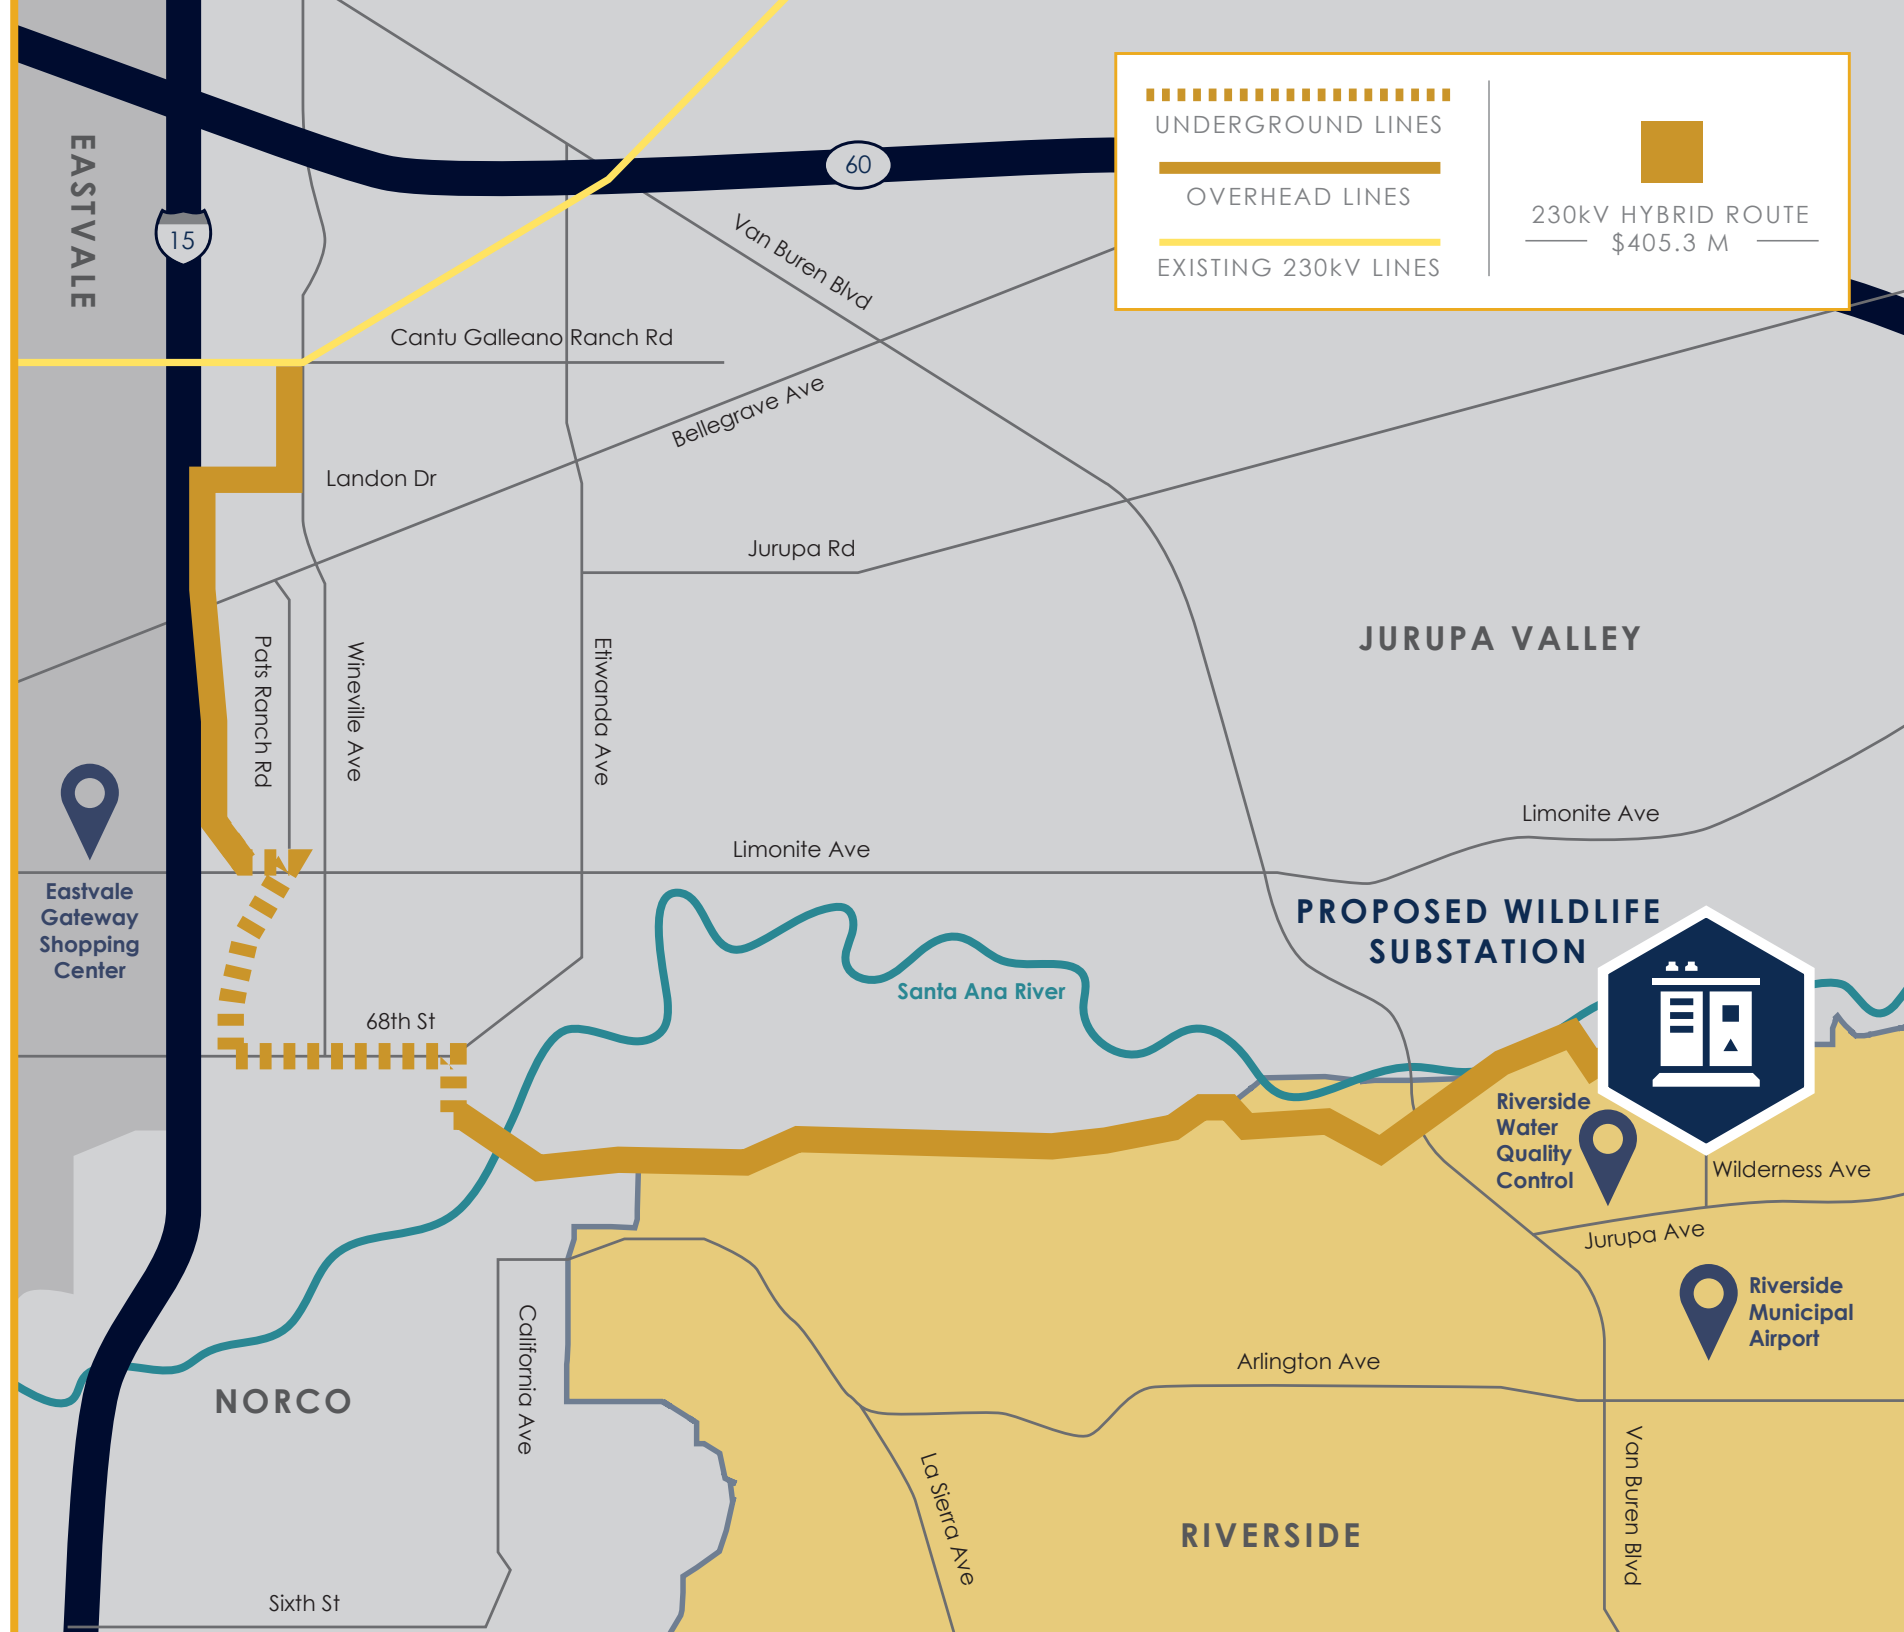 UNDERGROUND LINES
OVERHEAD LINES
EXISTING 230kV LINES
230kV HYBRID ROUTE
$405.3 M
60
15
EASTVALE
Van Buren Blvd
Cantu Galleano Ranch Rd
Bellegrave Ave
Landon Dr
Jurupa Rd
JURUPA VALLEY
Pats Ranch Rd
Wineville Ave
Etiwanda Ave
Limonite Ave
Limonite Ave
Eastvale
Gateway
Shopping
Center
PROPOSED WILDLIFE
SUBSTATION
Santa Ana River
68th St
Riverside
Water
Quality
Control
Wilderness Ave
Jurupa Ave
Riverside
Municipal
Airport
California Ave
Arlington Ave
NORCO
La Sierra Ave
Van Buren Blvd
RIVERSIDE
Sixth St